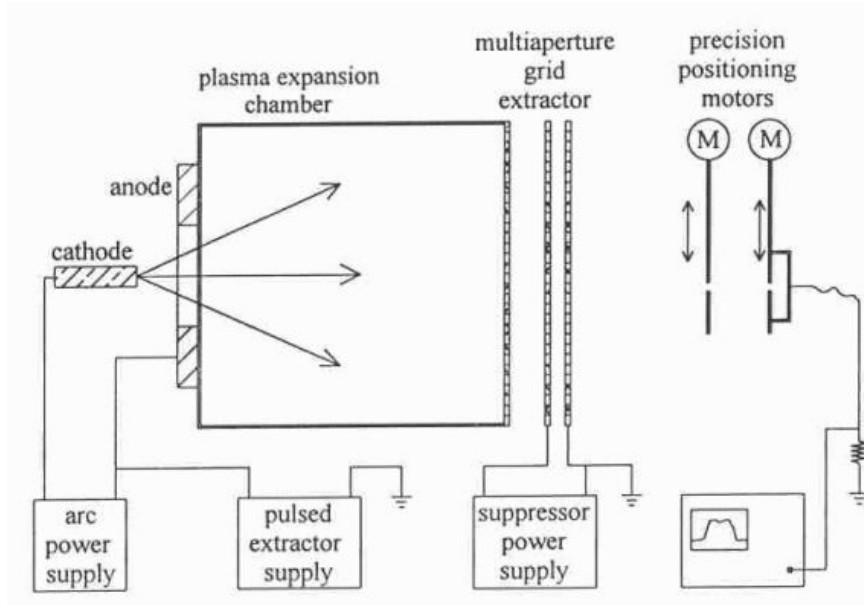 plasma expansion
chamber
multiaperture
grid
extractor
precision
positioning
motors
M
M
anode
cathode
arc
power
supply
pulsed
extractor
supply
suppressor
power
supply